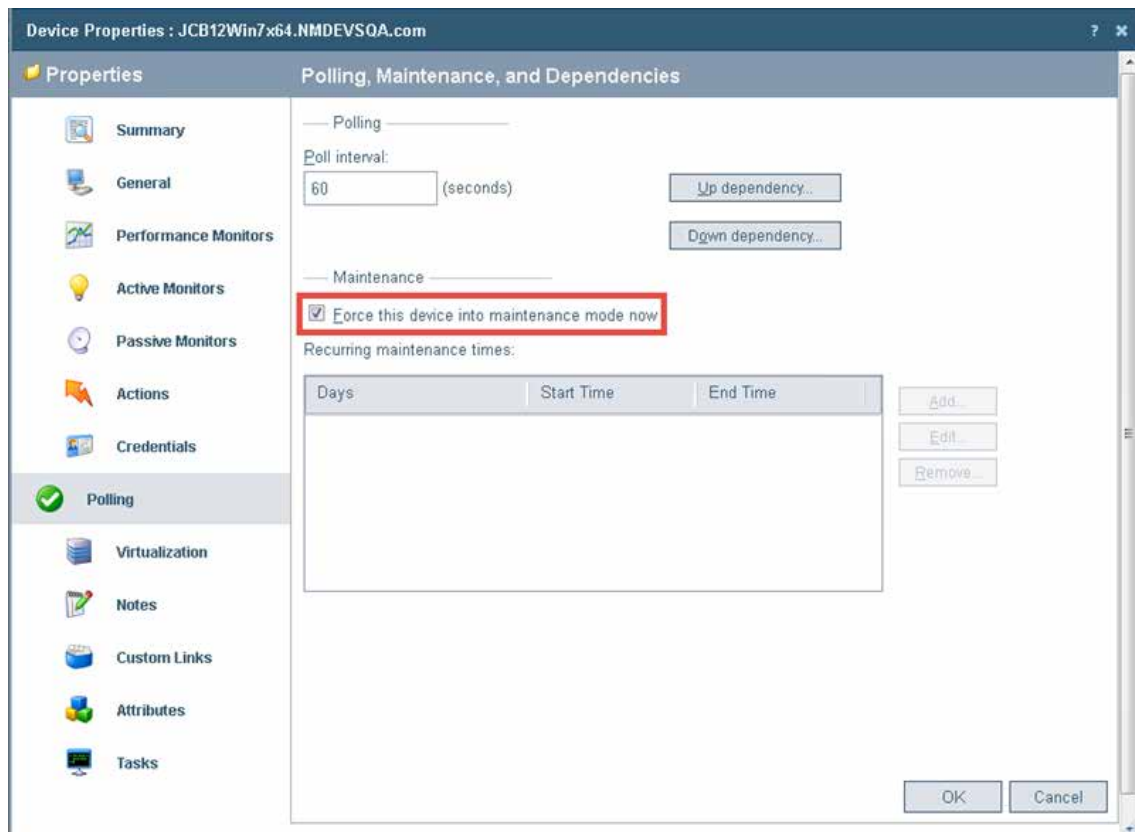 Device Properties : JCB12Win7x64.NMDEVSQA.com
Properties
Summary
General
Performance Monitors
Active Monitors
Passive Monitors
Actions
Credentials
Polling
Virtualization
Notes
Custom Links
Attributes
Tasks
Polling, Maintenance, and Dependencies
Polling
Poll interval:
60 (seconds)
Up dependency...
Down dependency...
Maintenance
Force this device into maintenance mode now
Recurring maintenance times:
Days Start Time End Time
Add...
Edit...
Remove...
OK Cancel